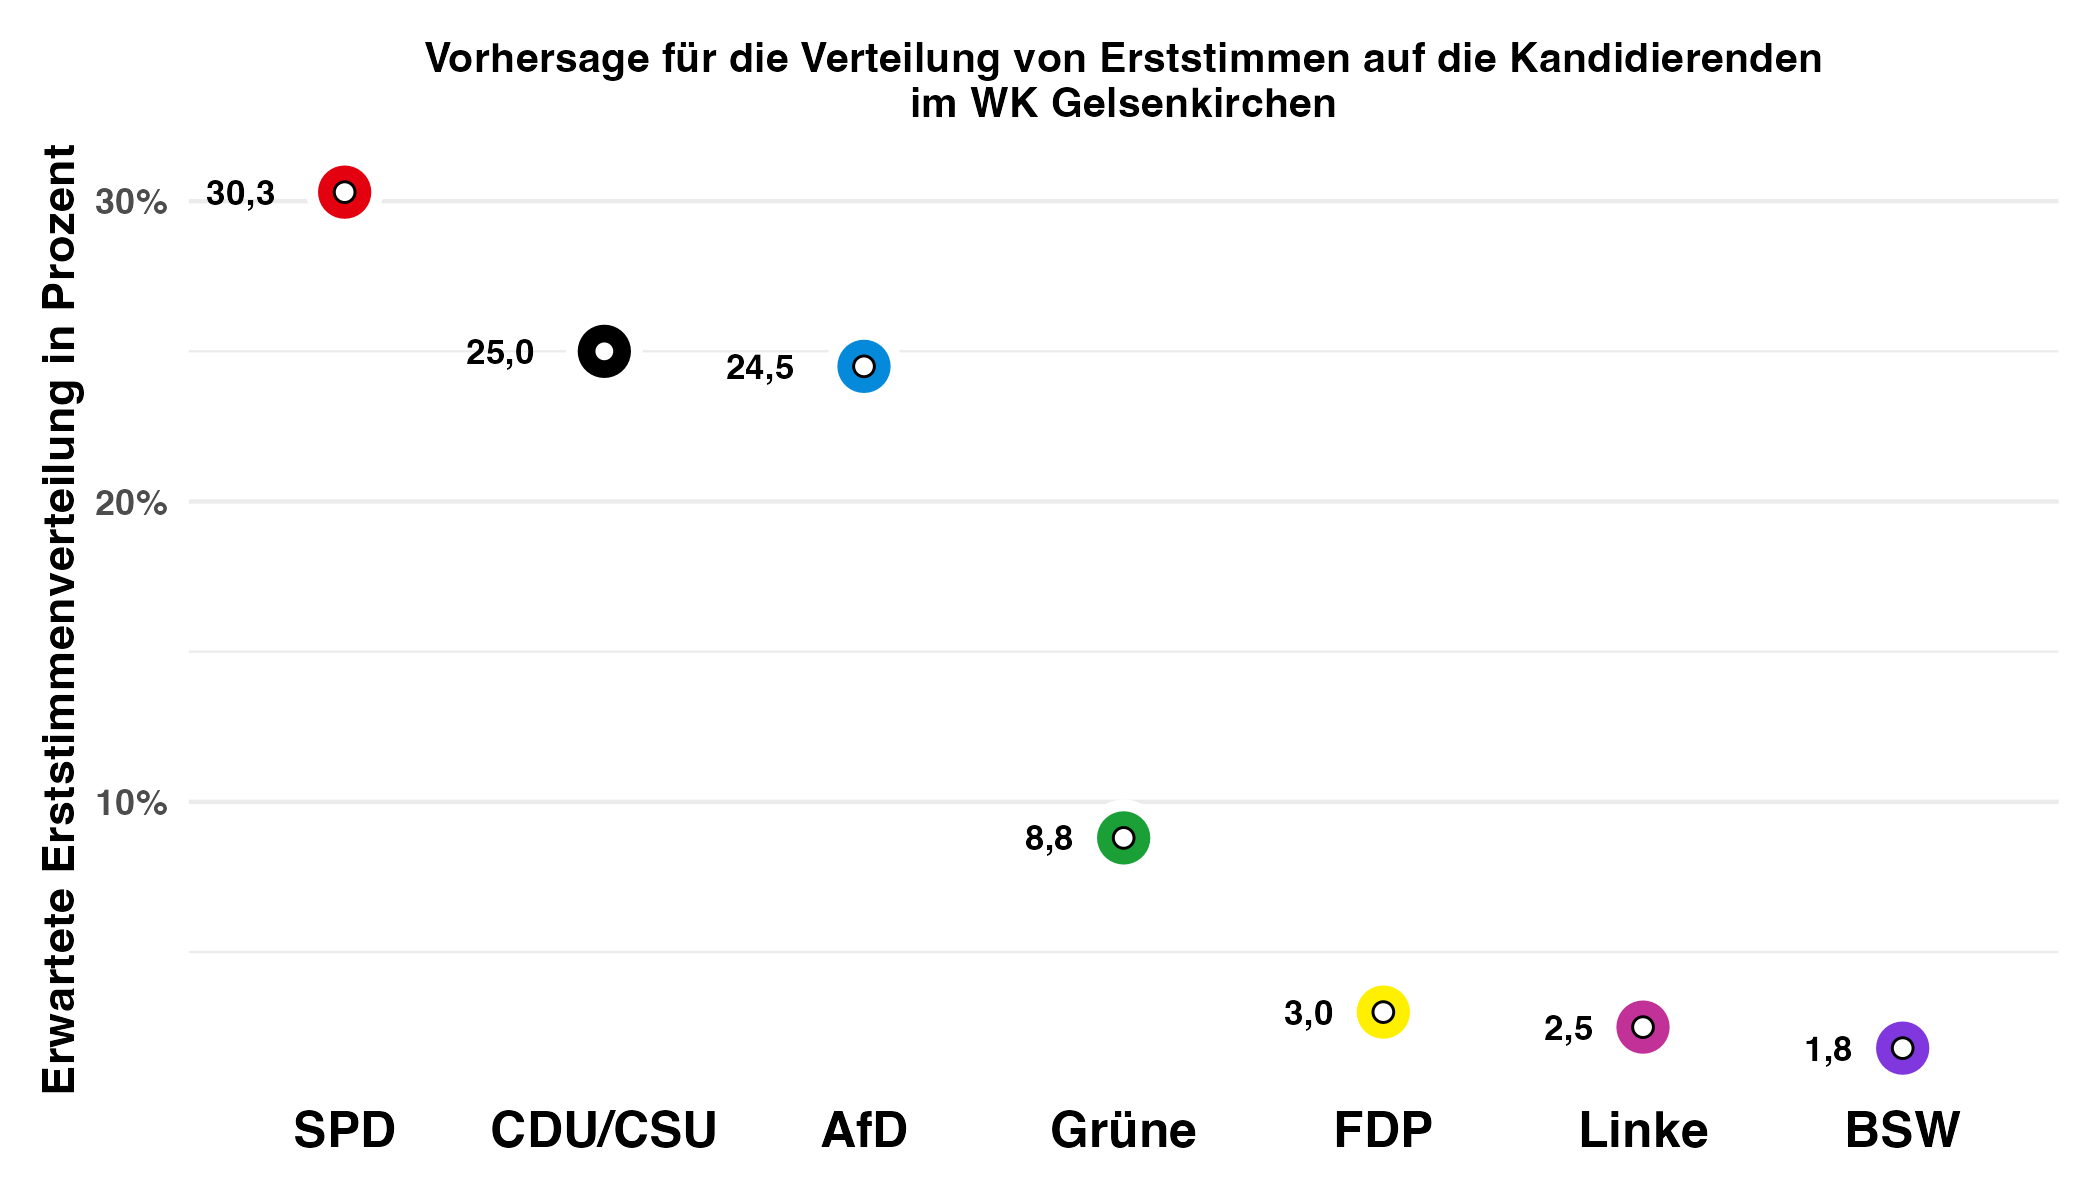 Vorhersage für die Verteilung von Erststimmen auf die Kandidierenden
im WK Gelsenkirchen
Erwartete Erststimmenverteilung in Prozent
30%
20%
10%
30,3
25,0
24,5
8,8
3,0
2,5
1,8
SPD
CDU/CSU
AfD
Grüne
FDP
Linke
BSW